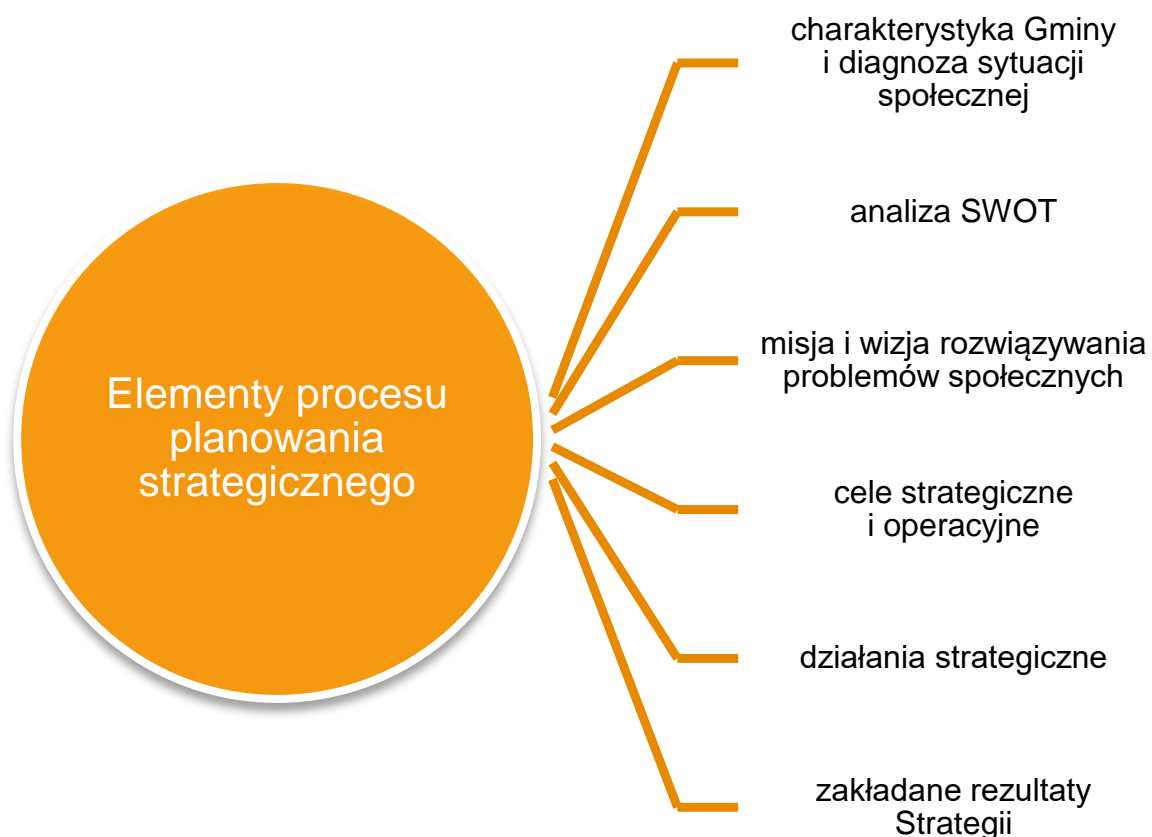 Elementy procesu
planowania
strategicznego
charakterystyka Gminy
i diagnoza sytuacji
społecznej
analiza SWOT
misja i wizja rozwiązywania
problemów społecznych
cele strategiczne
i operacyjne
działania strategiczne
zakładane rezultaty
Strategii